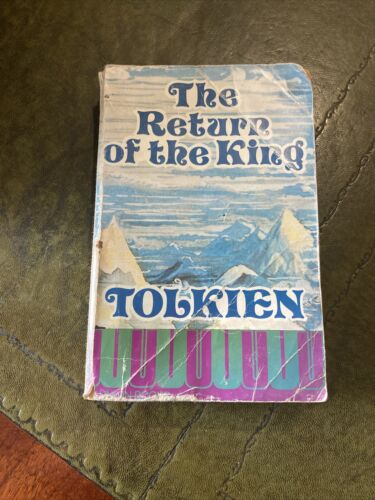 The
Return
of the King
TOLKIEN